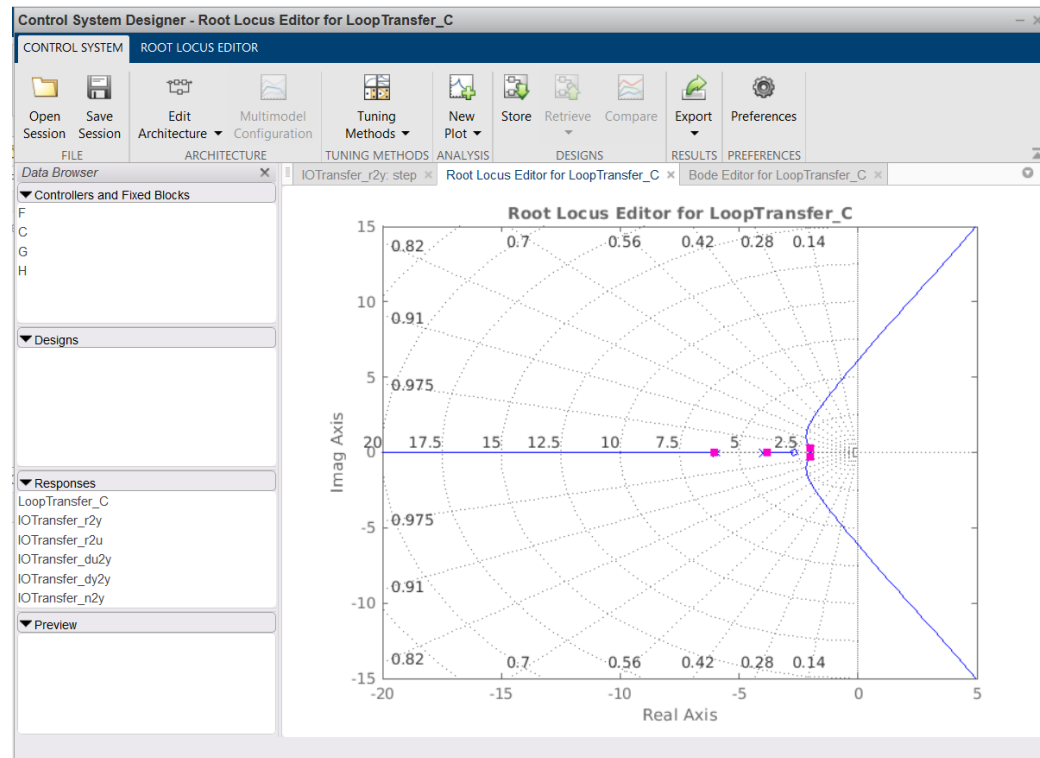 Control System Designer - Root Locus Editor for LoopTransfer_C
CONTROL SYSTEM ROOT LOCUS EDITOR
Open Session
Save Session
Edit Architecture
Multimodel Configuration
Tuning Methods
New Plot
Store
Retrieve
Compare
Export
Preferences
FILE ARCHITECTURE TUNING METHODS ANALYSIS DESIGNS RESULTS PREFERENCES
Data Browser
Controllers and Fixed Blocks
F
C
G
H
Designs
Responses
LoopTransfer_C
IOTransfer_r2y
IOTransfer_r2u
IOTransfer_du2y
IOTransfer_dy2y
IOTransfer_n2y
Preview
IOTransfer_r2y: step Root Locus Editor for LoopTransfer_C Bode Editor for LoopTransfer_C
Root Locus Editor for LoopTransfer_C
15
0.82 0.7 0.56 0.42 0.28 0.14
10
0.91
5
0.975
20 17.5 15 12.5 10 7.5 5 2.5
0
Imag Axis
0.975
-5
0.91
-10
0.82 0.7 0.56 0.42 0.28 0.14
-15
-20 -15 -10 -5 0 5
Real Axis